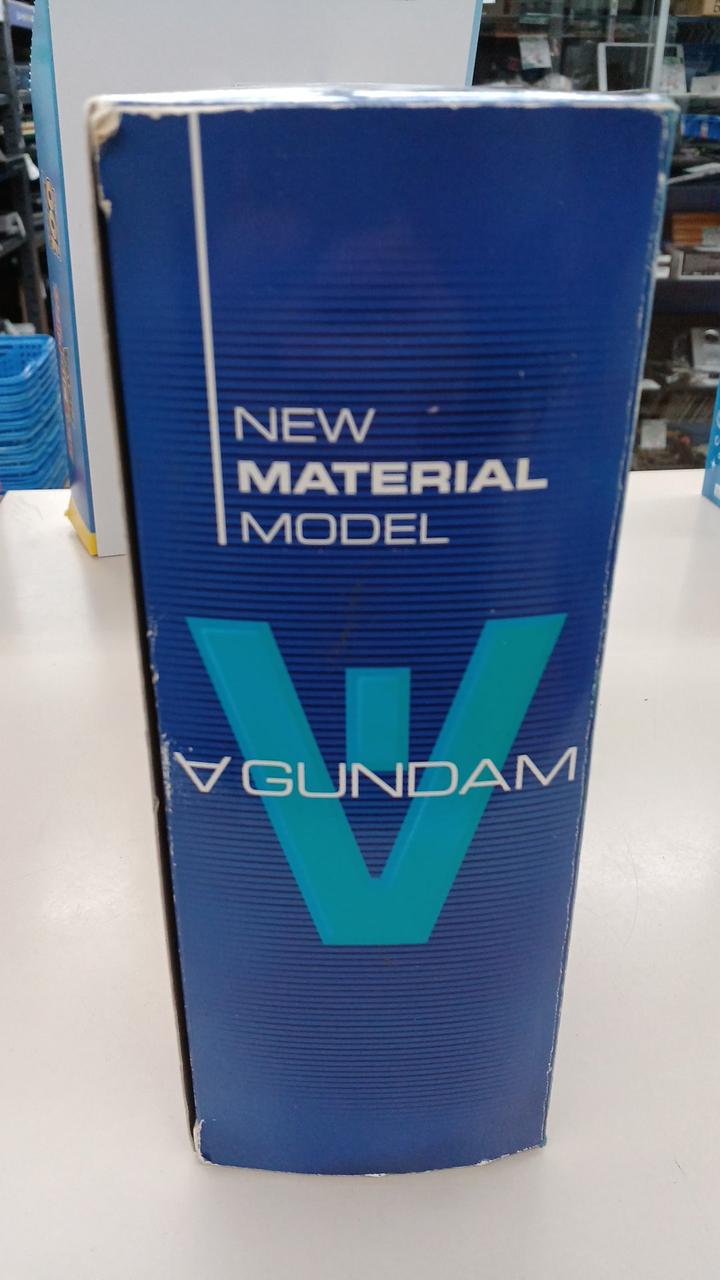 NEW
MATERIAL
MODEL
∀ GUNDAM